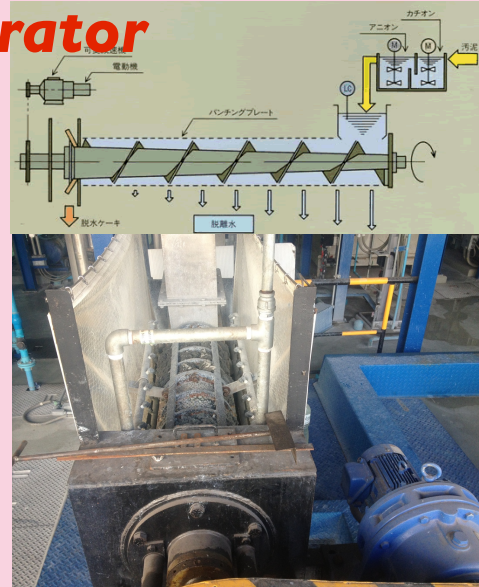 rator
カチオン
アニオン
M M
汚泥
電動機
LC
パンチングプレート
脱水ケーキ
脱離水